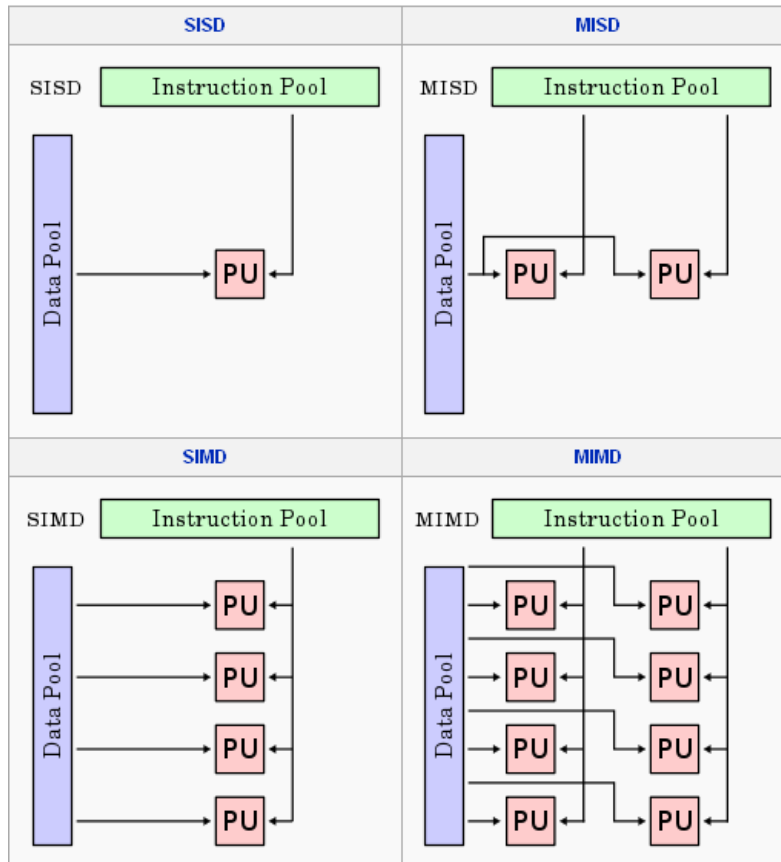 SISD
MISD
SISD
Instruction Pool
Data Pool
PU
MISD
Instruction Pool
Data Pool
PU
PU
SIMD
MIMD
SIMD
Instruction Pool
Data Pool
PU
PU
PU
PU
MIMD
Instruction Pool
Data Pool
PU
PU
PU
PU
PU
PU
PU
PU